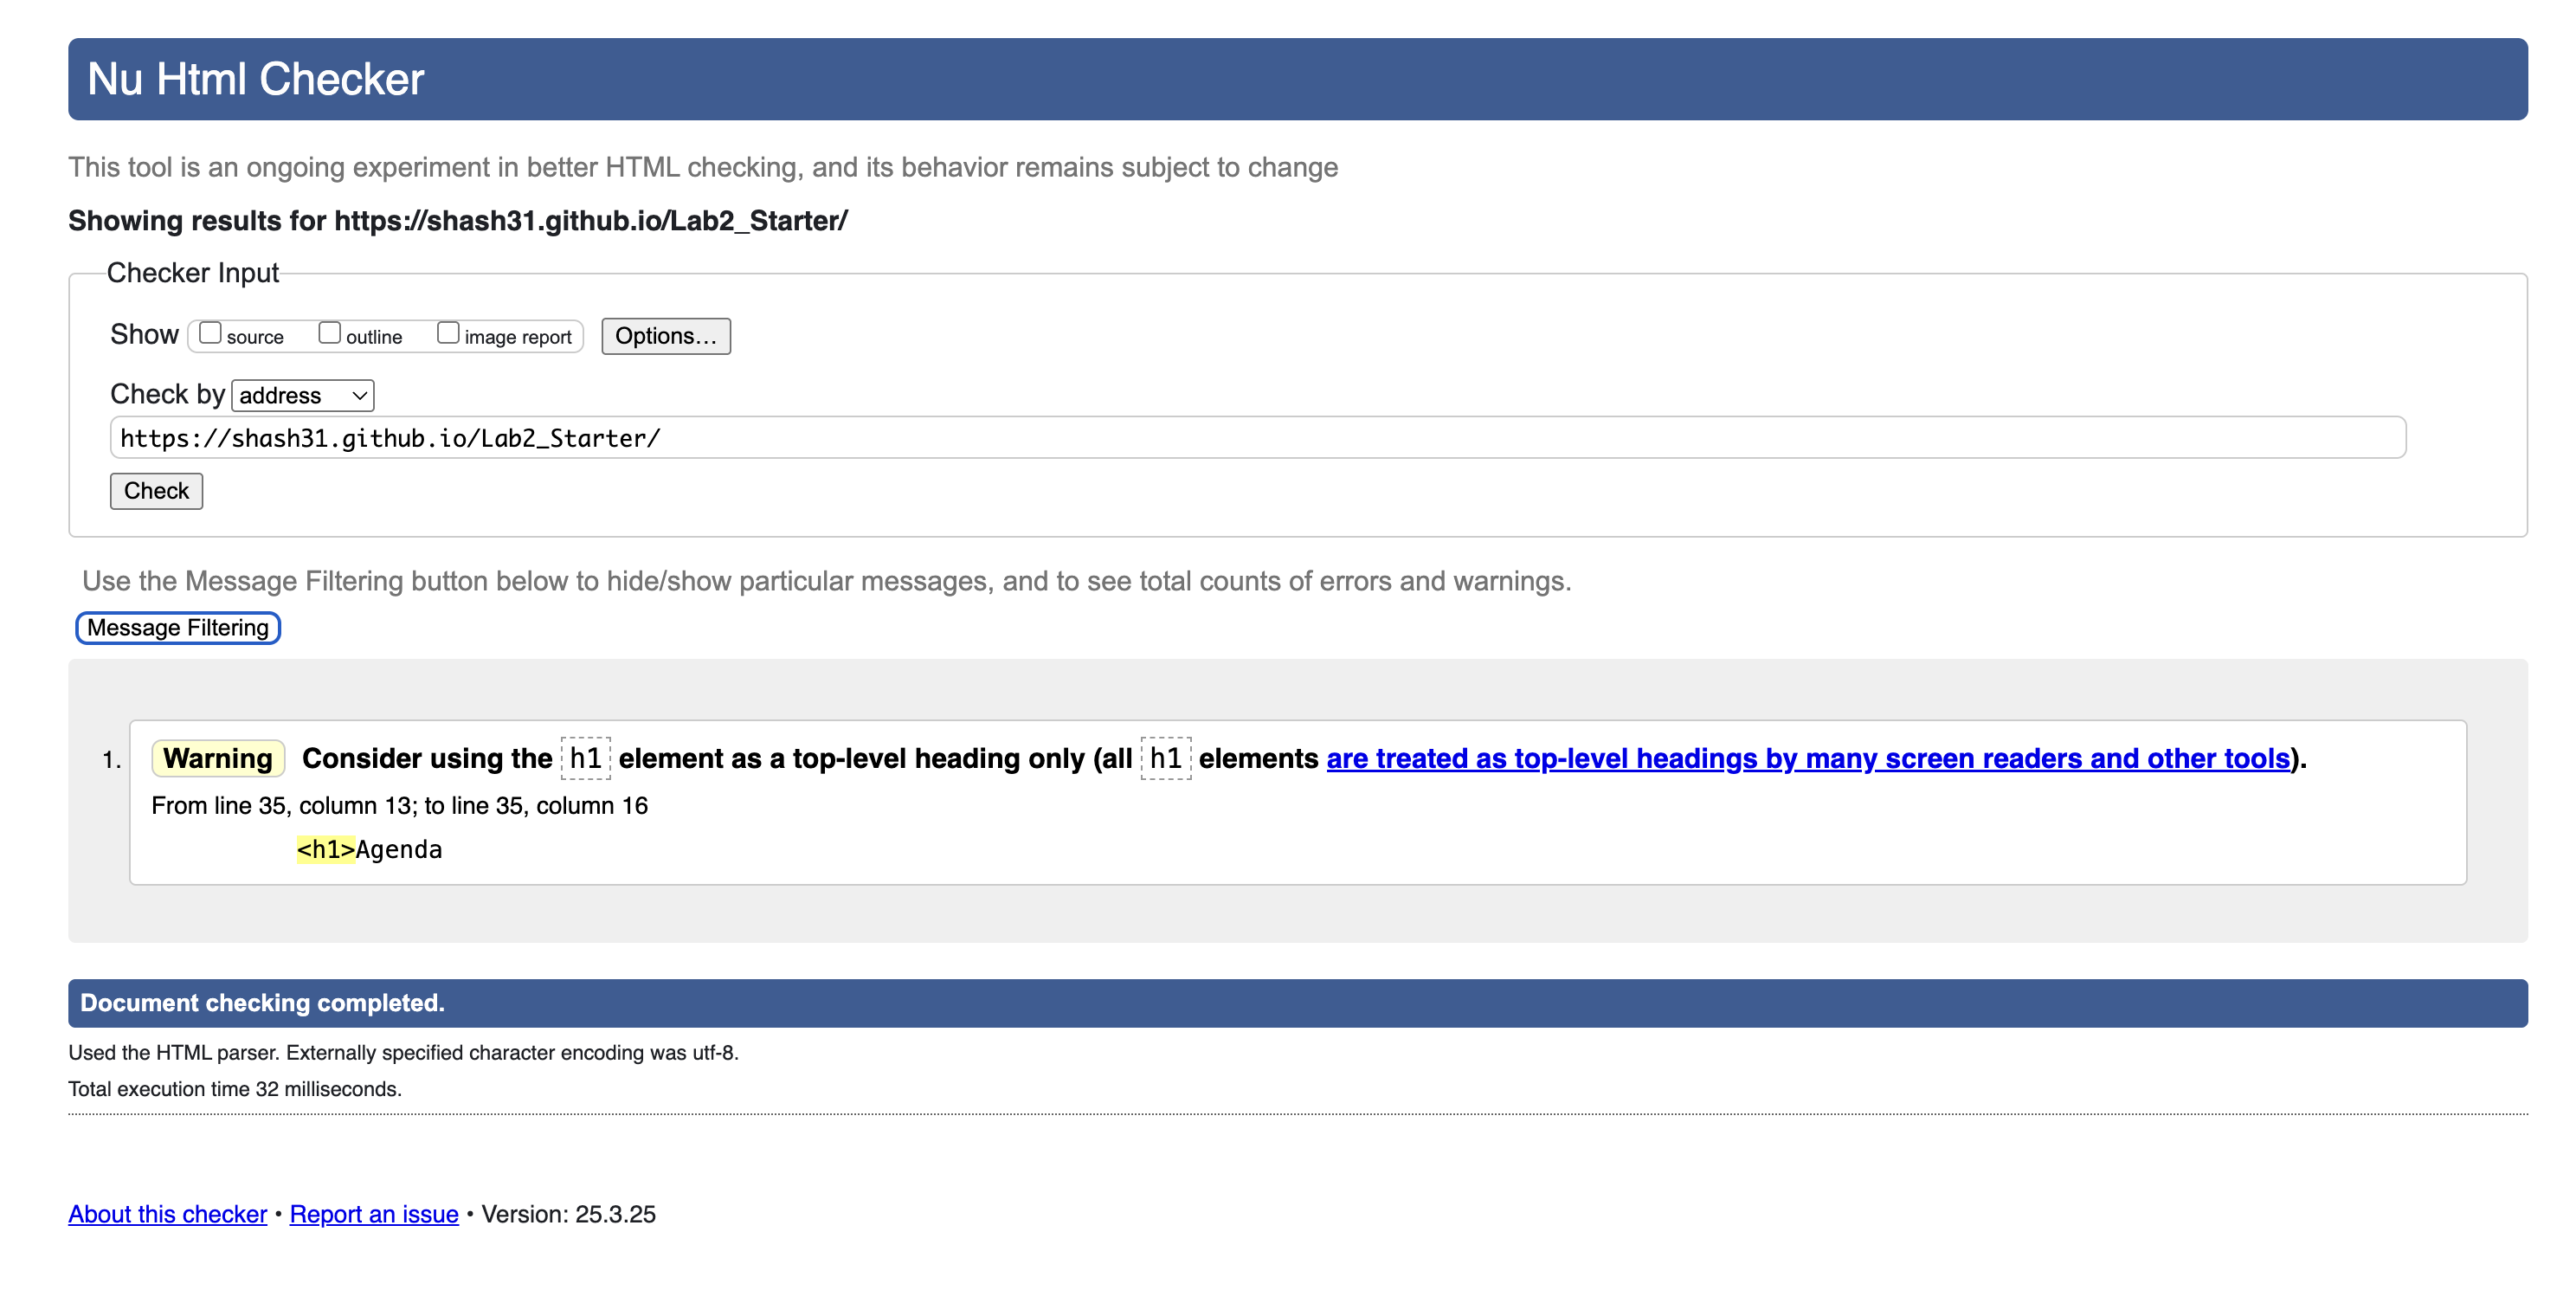 Nu Html Checker
This tool is an ongoing experiment in better HTML checking, and its behavior remains subject to change
Showing results for https://shash31.github.io/Lab2_Starter/
Checker Input
Show source outline image report Options...
Check by address
https://shash31.github.io/Lab2_Starter/
Check
Use the Message Filtering button below to hide/show particular messages, and to see total counts of errors and warnings.
Message Filtering
1. Warning Consider using the h1 element as a top-level heading only (all h1 elements are treated as top-level headings by many screen readers and other tools).
From line 35, column 13; to line 35, column 16
<h1>Agenda
Document checking completed.
Used the HTML parser. Externally specified character encoding was utf-8.
Total execution time 32 milliseconds.
About this checker • Report an issue • Version: 25.3.25